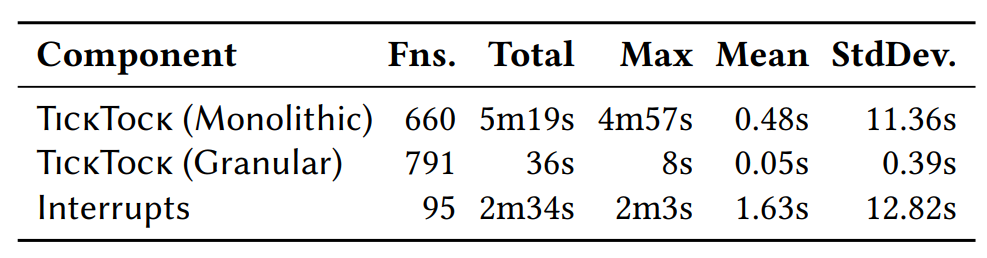 Component Fns. Total Max Mean StdDev.
TickTock (Monolithic) 660 5m19s 4m57s 0.48s 11.36s
TickTock (Granular) 791 36s 8s 0.05s 0.39s
Interrupts 95 2m34s 2m3s 1.63s 12.82s